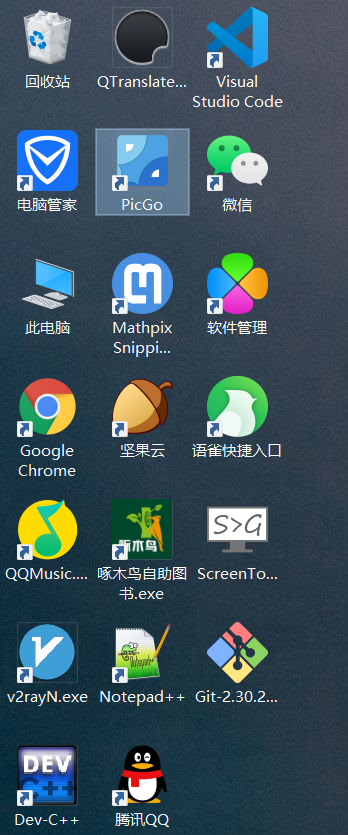 回收站
QTranslate...
Visual
Studio Code
电脑管家
PicGo
微信
此电脑
Mathpix
Snippi...
软件管理
Google
Chrome
坚果云
语雀快捷入口
QQMusic....
啄木鸟
啄木鸟自助图
书.exe
S>G
ScreenTo...
V
v2rayN.exe
Notepad++
Git-2.30.2...
DEV
C++
Dev-C++
腾讯QQ